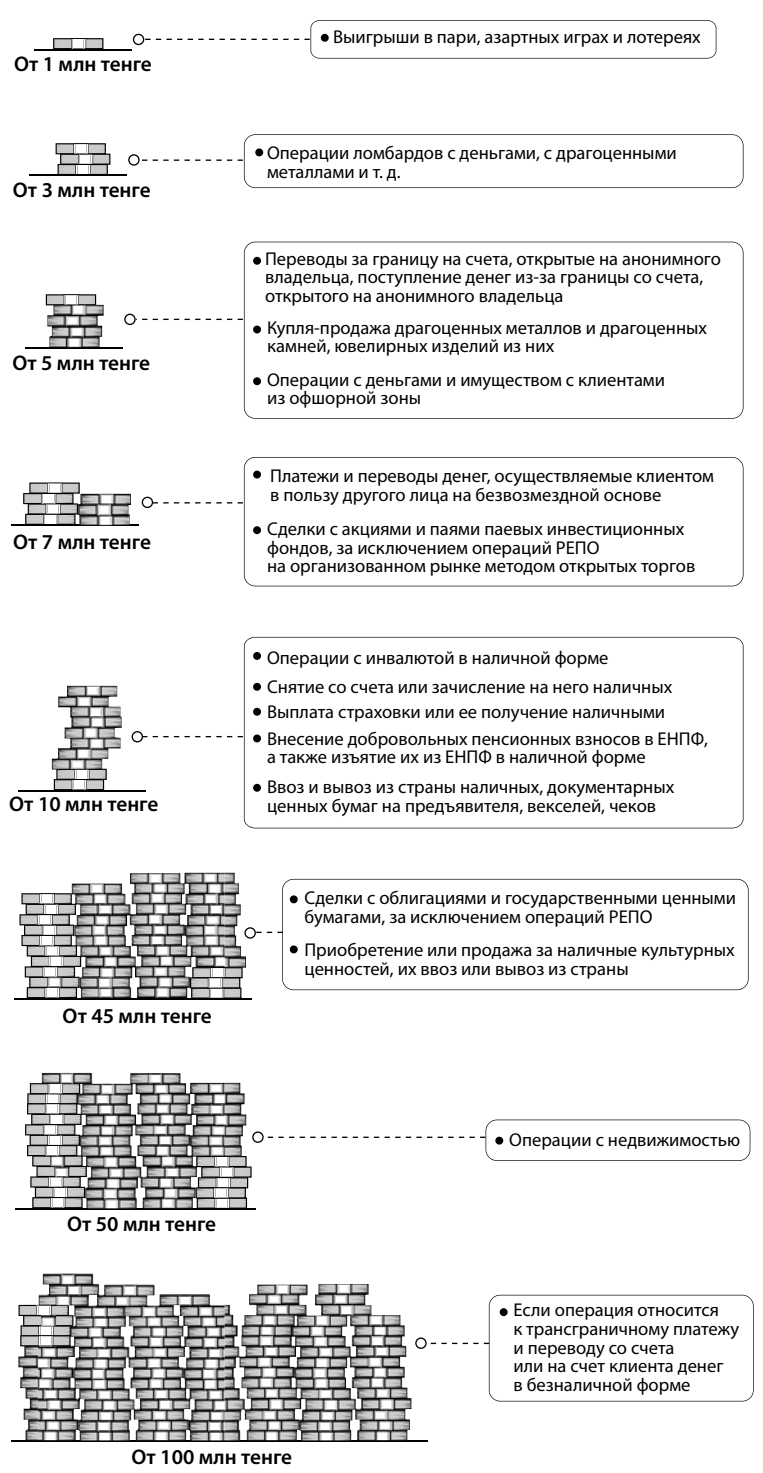 • Выигрыши в пари, азартных играх и лотереях
От 1 млн тенге
• Операции ломбардов с деньгами, с драгоценными
металлами и т. д.
От 3 млн тенге
• Переводы за границу на счета, открытые на анонимного
владельца, поступление денег из-за границы со счета,
открытого на анонимного владельца
• Купля-продажа драгоценных металлов и драгоценных
камней, ювелирных изделий из них
• Операции с деньгами и имуществом с клиентами
из офшорной зоны
От 5 млн тенге
• Платежи и переводы денег, осуществляемые клиентом
в пользу другого лица на безвозмездной основе
• Сделки с акциями и паями паевых инвестиционных
фондов, за исключением операций РЕПО
на организованном рынке методом открытых торгов
От 7 млн тенге
• Операции с инвалютой в наличной форме
• Снятие со счета или зачисление на него наличных
• Выплата страховки или ее получение наличными
• Внесение добровольных пенсионных взносов в ЕНПФ,
а также изъятие их из ЕНПФ в наличной форме
• Ввоз и вывоз из страны наличных, документарных
ценных бумаг на предъявителя, векселей, чеков
От 10 млн тенге
• Сделки с облигациями и государственными ценными
бумагами, за исключением операций РЕПО
• Приобретение или продажа за наличные культурных
ценностей, их ввоз или вывоз из страны
От 45 млн тенге
• Операции с недвижимостью
От 50 млн тенге
• Если операция относится
к трансграничному платежу
и переводу со счета
или на счет клиента денег
в безналичной форме
От 100 млн тенге